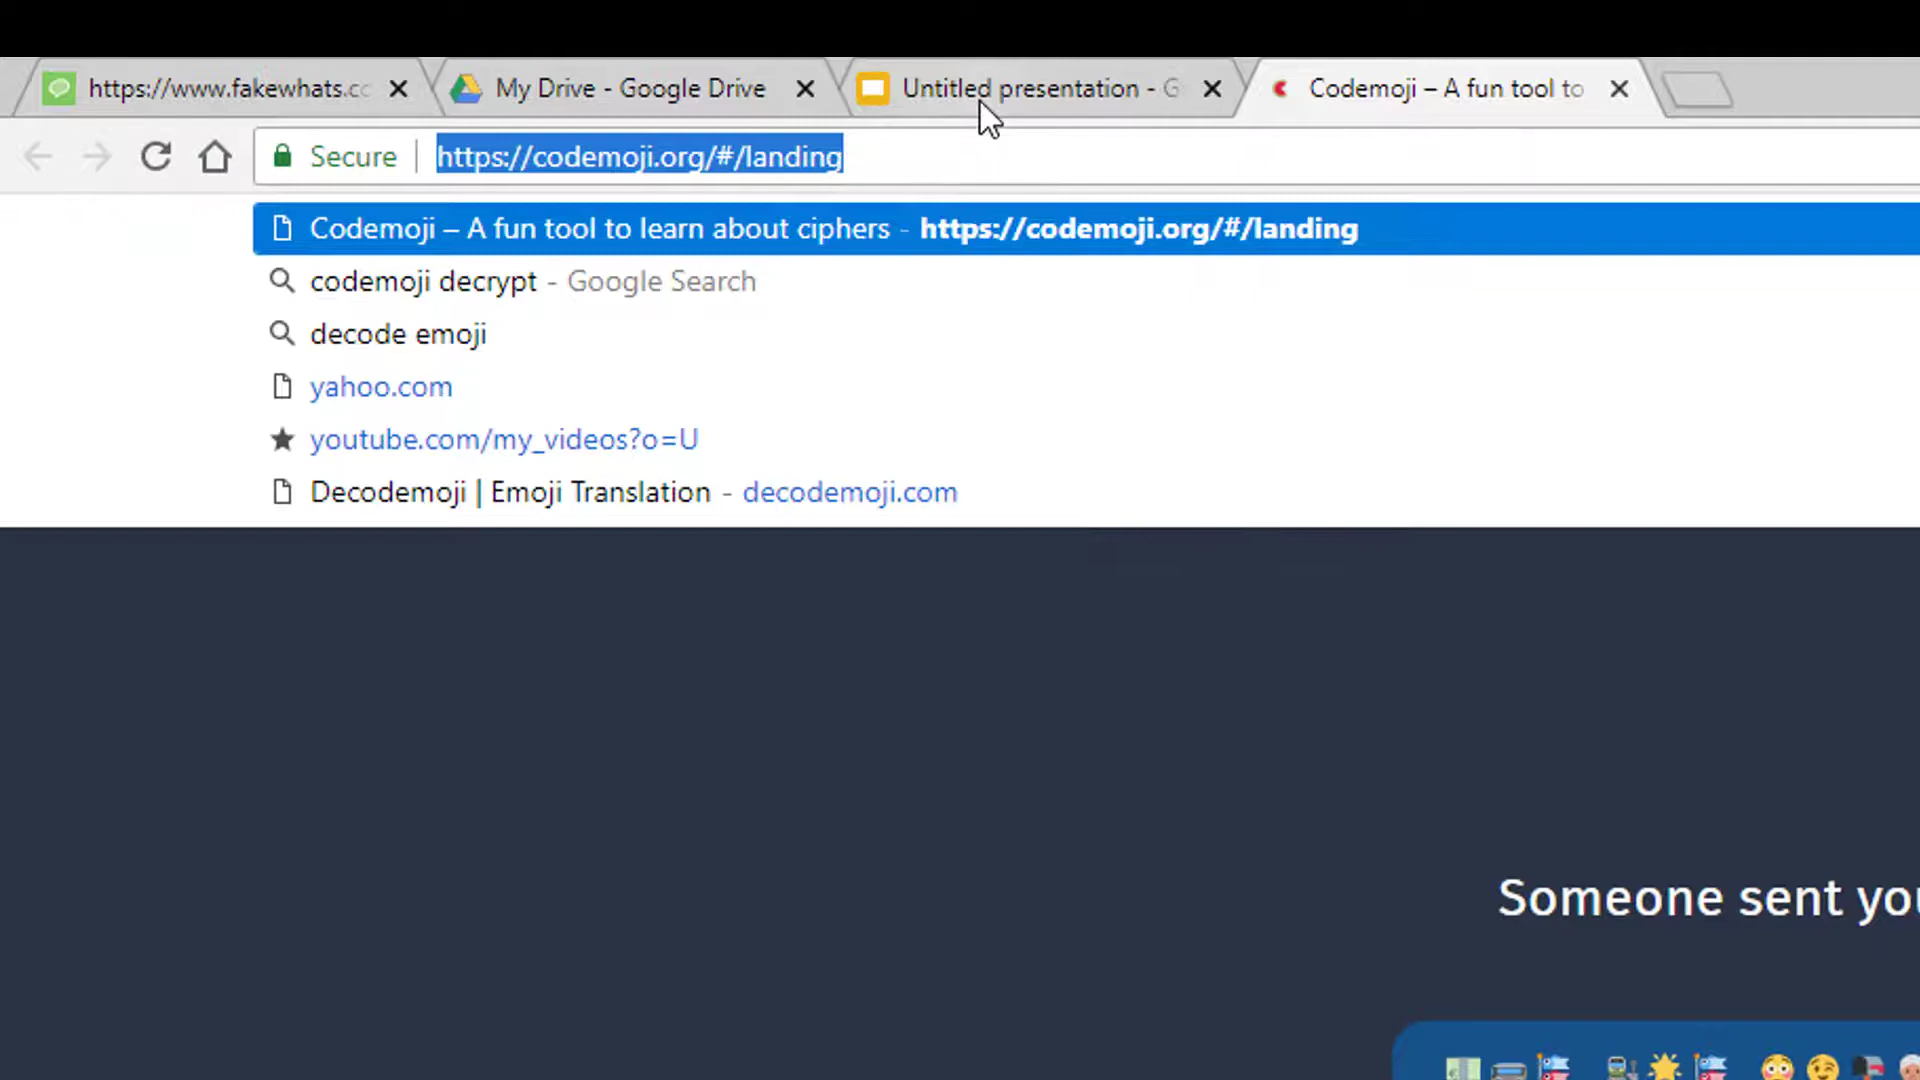 https://www.fakewhats.cc
My Drive - Google Drive
Untitled presentation - G
Codemoji – A fun tool to
Secure
https://codemoji.org/#/landing
Codemoji – A fun tool to learn about ciphers - https://codemoji.org/#/landing
codemoji decrypt - Google Search
decode emoji
yahoo.com
youtube.com/my_videos?o=U
Decodemoji | Emoji Translation - decodemoji.com
Someone sent you